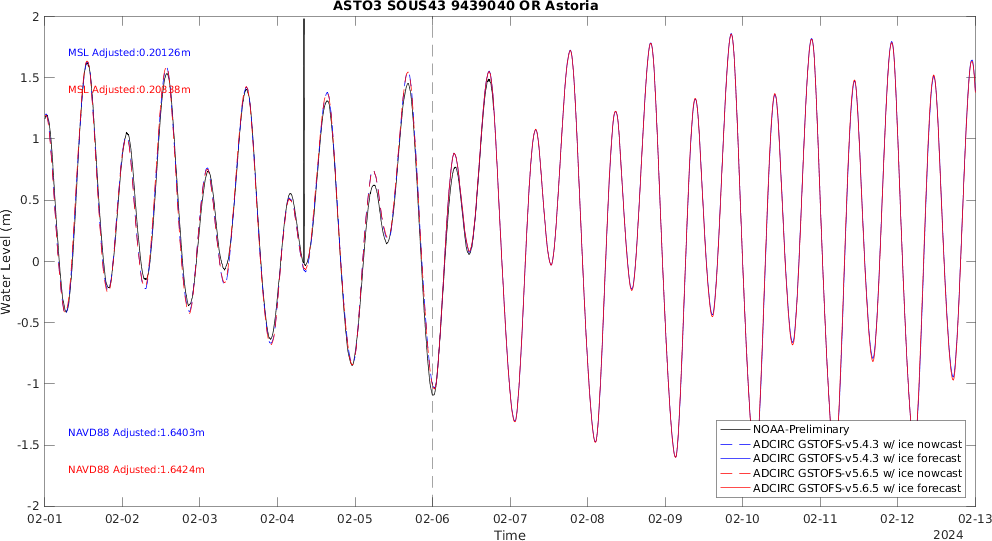 ASTO3 SOUS43 9439040 OR Astoria
2
1.5
1
0.5
0
-0.5
-1
-1.5
-2
Water Level (m)
MSL Adjusted:0.20126m
MSL Adjusted:0.20338m
NAVD88 Adjusted:1.6403m
NAVD88 Adjusted:1.6424m
NOAA-Preliminary
ADCIRC GSTOFS-v5.4.3 w/ ice nowcast
ADCIRC GSTOFS-v5.4.3 w/ ice forecast
ADCIRC GSTOFS-v5.6.5 w/ ice nowcast
ADCIRC GSTOFS-v5.6.5 w/ ice forecast
02-01 02-02 02-03 02-04 02-05 02-06 02-07 02-08 02-09 02-10 02-11 02-12 02-13
Time
2024